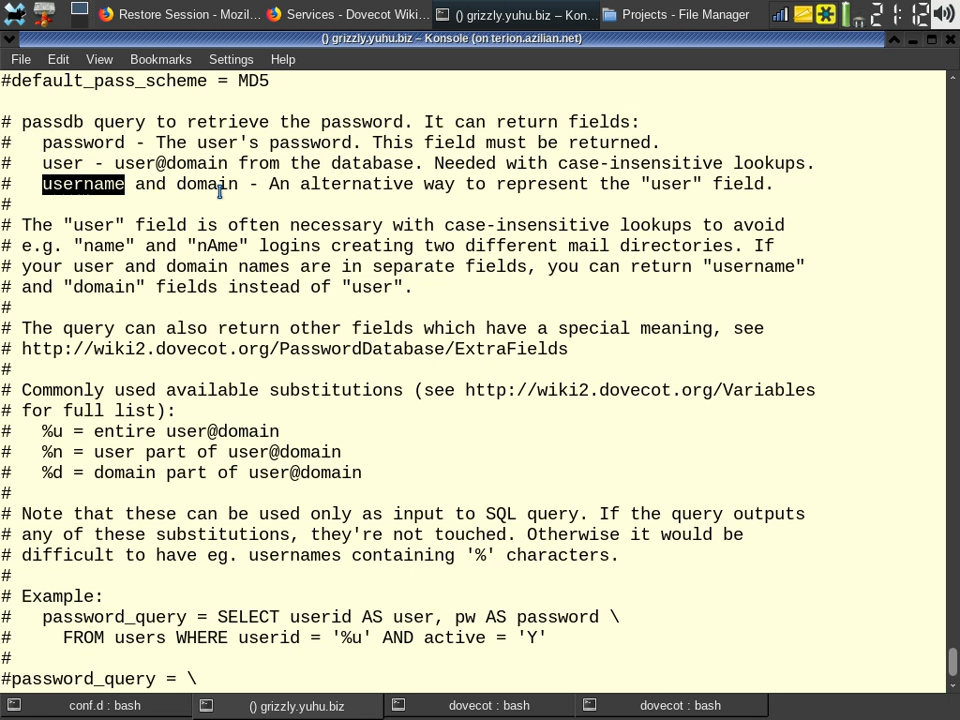 Restore Session - Mozil...
Services - Dovecot Wiki...
() grizzly.yuhu.biz – Kon...
Projects - File Manager
21:12
() grizzly.yuhu.biz – Konsole (on terion.azilian.net)
File Edit View Bookmarks Settings Help
#default_pass_scheme = MD5
# passdb query to retrieve the password. It can return fields:
#   password - The user's password. This field must be returned.
#   user - user@domain from the database. Needed with case-insensitive lookups.
#   username and domain - An alternative way to represent the "user" field.
#
# The "user" field is often necessary with case-insensitive lookups to avoid
# e.g. "name" and "nAme" logins creating two different mail directories. If
# your user and domain names are in separate fields, you can return "username"
# and "domain" fields instead of "user".
#
# The query can also return other fields which have a special meaning, see
# http://wiki2.dovecot.org/PasswordDatabase/ExtraFields
#
# Commonly used available substitutions (see http://wiki2.dovecot.org/Variables
# for full list):
#   %u = entire user@domain
#   %n = user part of user@domain
#   %d = domain part of user@domain
#
# Note that these can be used only as input to SQL query. If the query outputs
# any of these substitutions, they're not touched. Otherwise it would be
# difficult to have eg. usernames containing '%' characters.
#
# Example:
#   password_query = SELECT userid AS user, pw AS password \
#     FROM users WHERE userid = '%u' AND active = 'Y'
#
#password_query = \
conf.d : bash
() grizzly.yuhu.biz
dovecot : bash
dovecot : bash